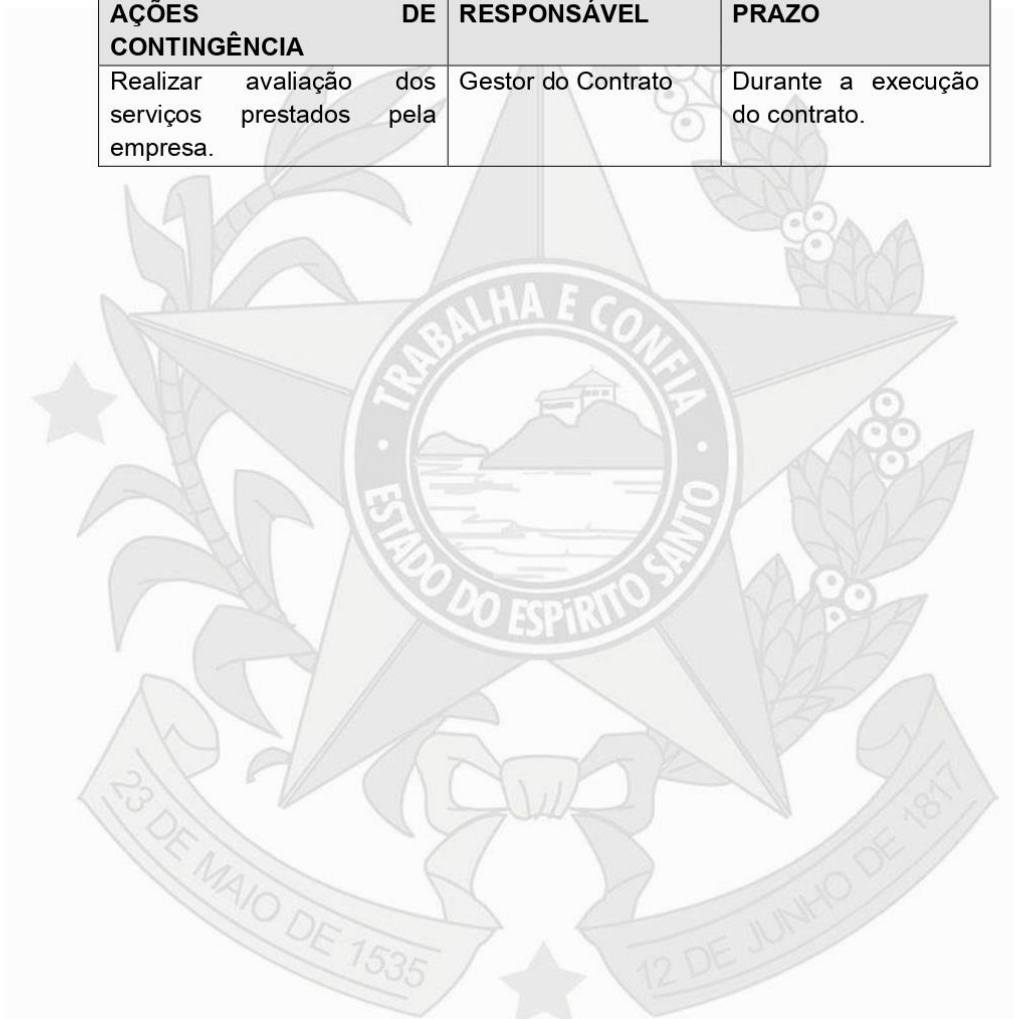 AÇÕES DE RESPONSÁVEL PRAZO
CONTINGÊNCIA
Realizar avaliação dos Gestor do Contrato Durante a execução
serviços prestados pela do contrato.
empresa.
TRABALHA E CONFIA
ESTADO DO ESPÍRITO SANTO
23 DE MAIO DE 1535
12 DE JUNHO DE 1817